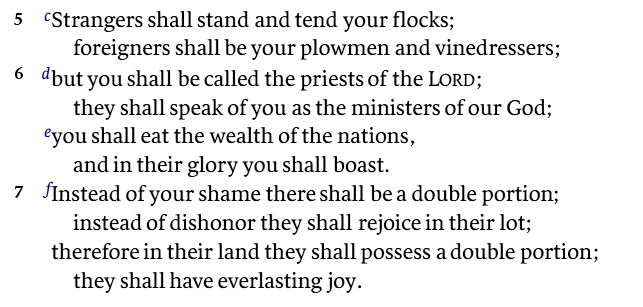 5 cStrangers shall stand and tend your flocks;
foreigners shall be your plowmen and vinedressers;
6 dbut you shall be called the priests of the LORD;
they shall speak of you as the ministers of our God;
eyou shall eat the wealth of the nations,
and in their glory you shall boast.
7 fInstead of your shame there shall be a double portion;
instead of dishonor they shall rejoice in their lot;
therefore in their land they shall possess a double portion;
they shall have everlasting joy.